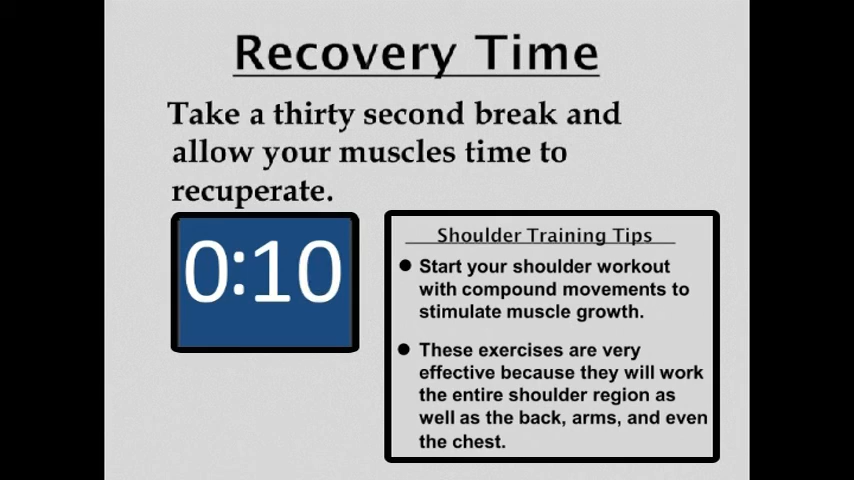 Recovery Time
Take a thirty second break and
allow your muscles time to
recuperate.
0:10
Shoulder Training Tips
● Start your shoulder workout
with compound movements to
stimulate muscle growth.
● These exercises are very
effective because they will work
the entire shoulder region as
well as the back, arms, and even
the chest.